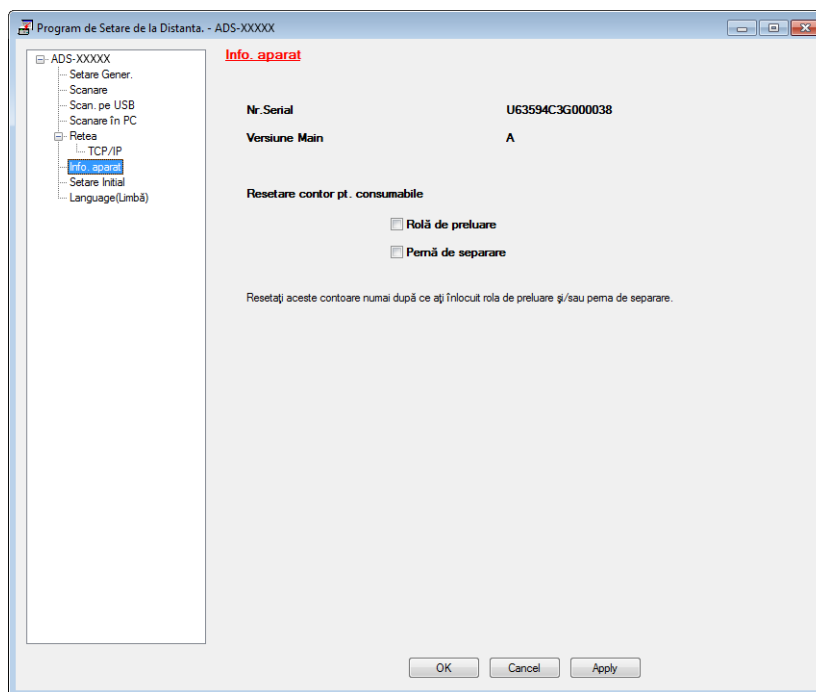 Program de Setare de la Distanta. - ADS-XXXXX
ADS-XXXXX
Setare Gener.
Scanare
Scan. pe USB
Scanare în PC
Retea
TCP/IP
Info. aparat
Setare Initial
Language(Limbă)
Info. aparat
Nr.Serial U63594C3G000038
Versiune Main A
Resetare contor pt. consumabile
Rolă de preluare
Pernă de separare
Resetaţi aceste contoare numai după ce aţi înlocuit rola de preluare şi/sau perna de separare.
OK Cancel Apply